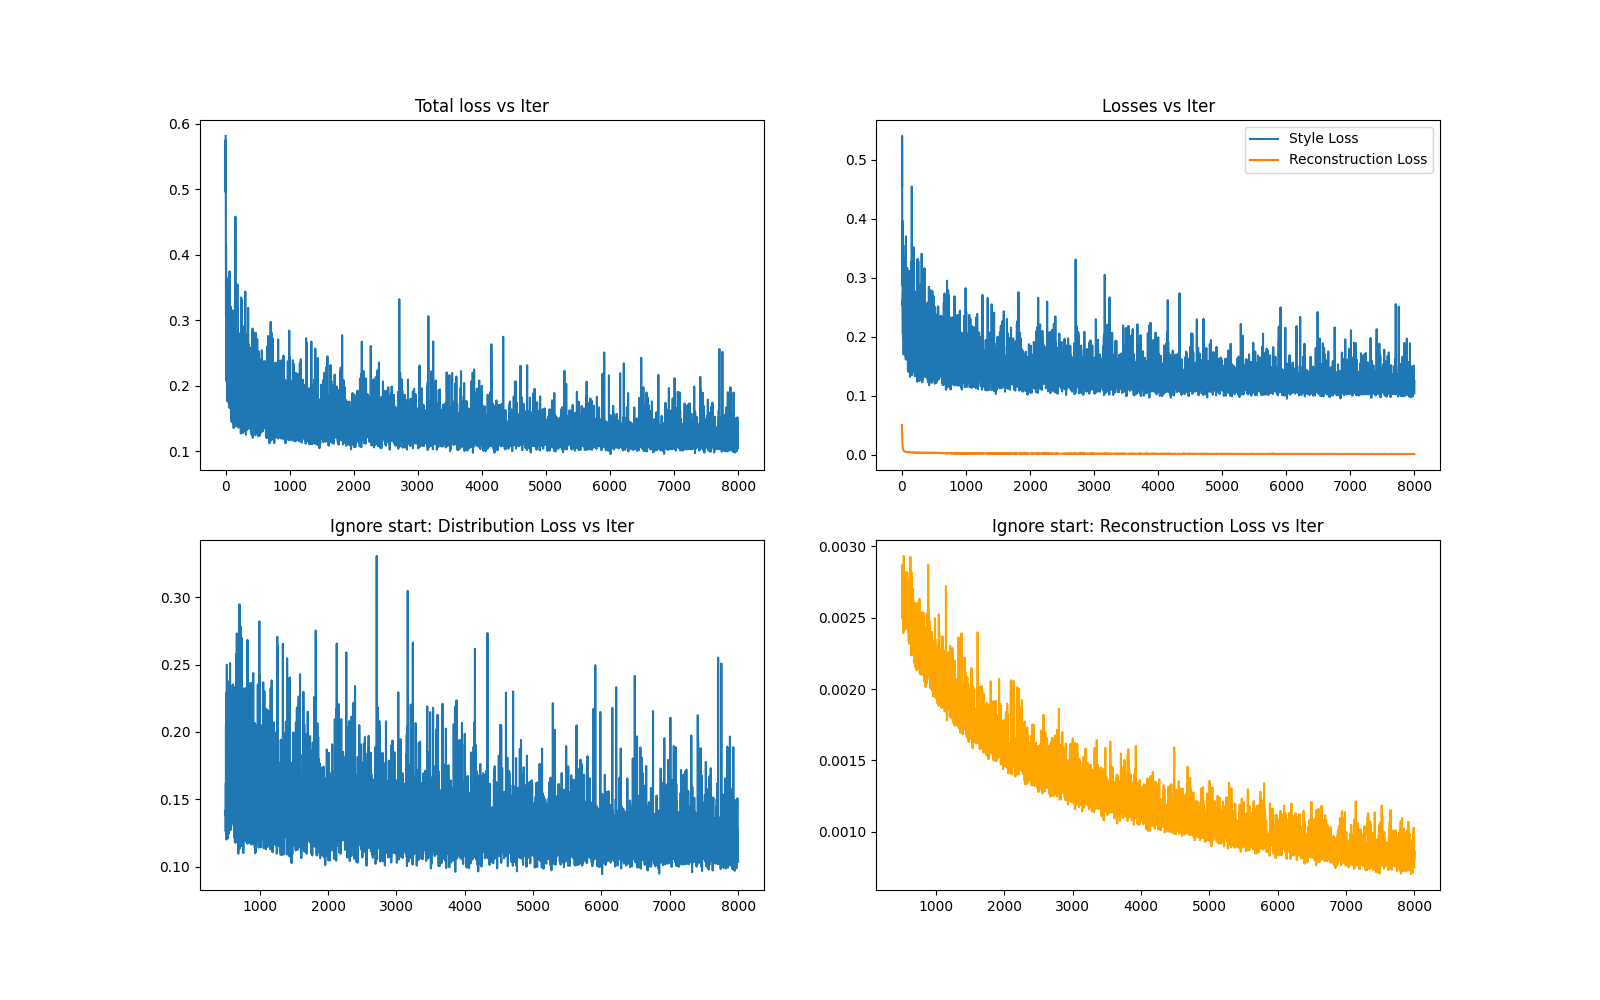 Total loss vs Iter
0.6
0.5
0.4
0.3
0.2
0.1
0 1000 2000 3000 4000 5000 6000 7000 8000
Losses vs Iter
Style Loss
Reconstruction Loss
0.5
0.4
0.3
0.2
0.1
0.0
0 1000 2000 3000 4000 5000 6000 7000 8000
Ignore start: Distribution Loss vs Iter
0.30
0.25
0.20
0.15
0.10
1000 2000 3000 4000 5000 6000 7000 8000
Ignore start: Reconstruction Loss vs Iter
0.0030
0.0025
0.0020
0.0015
0.0010
1000 2000 3000 4000 5000 6000 7000 8000